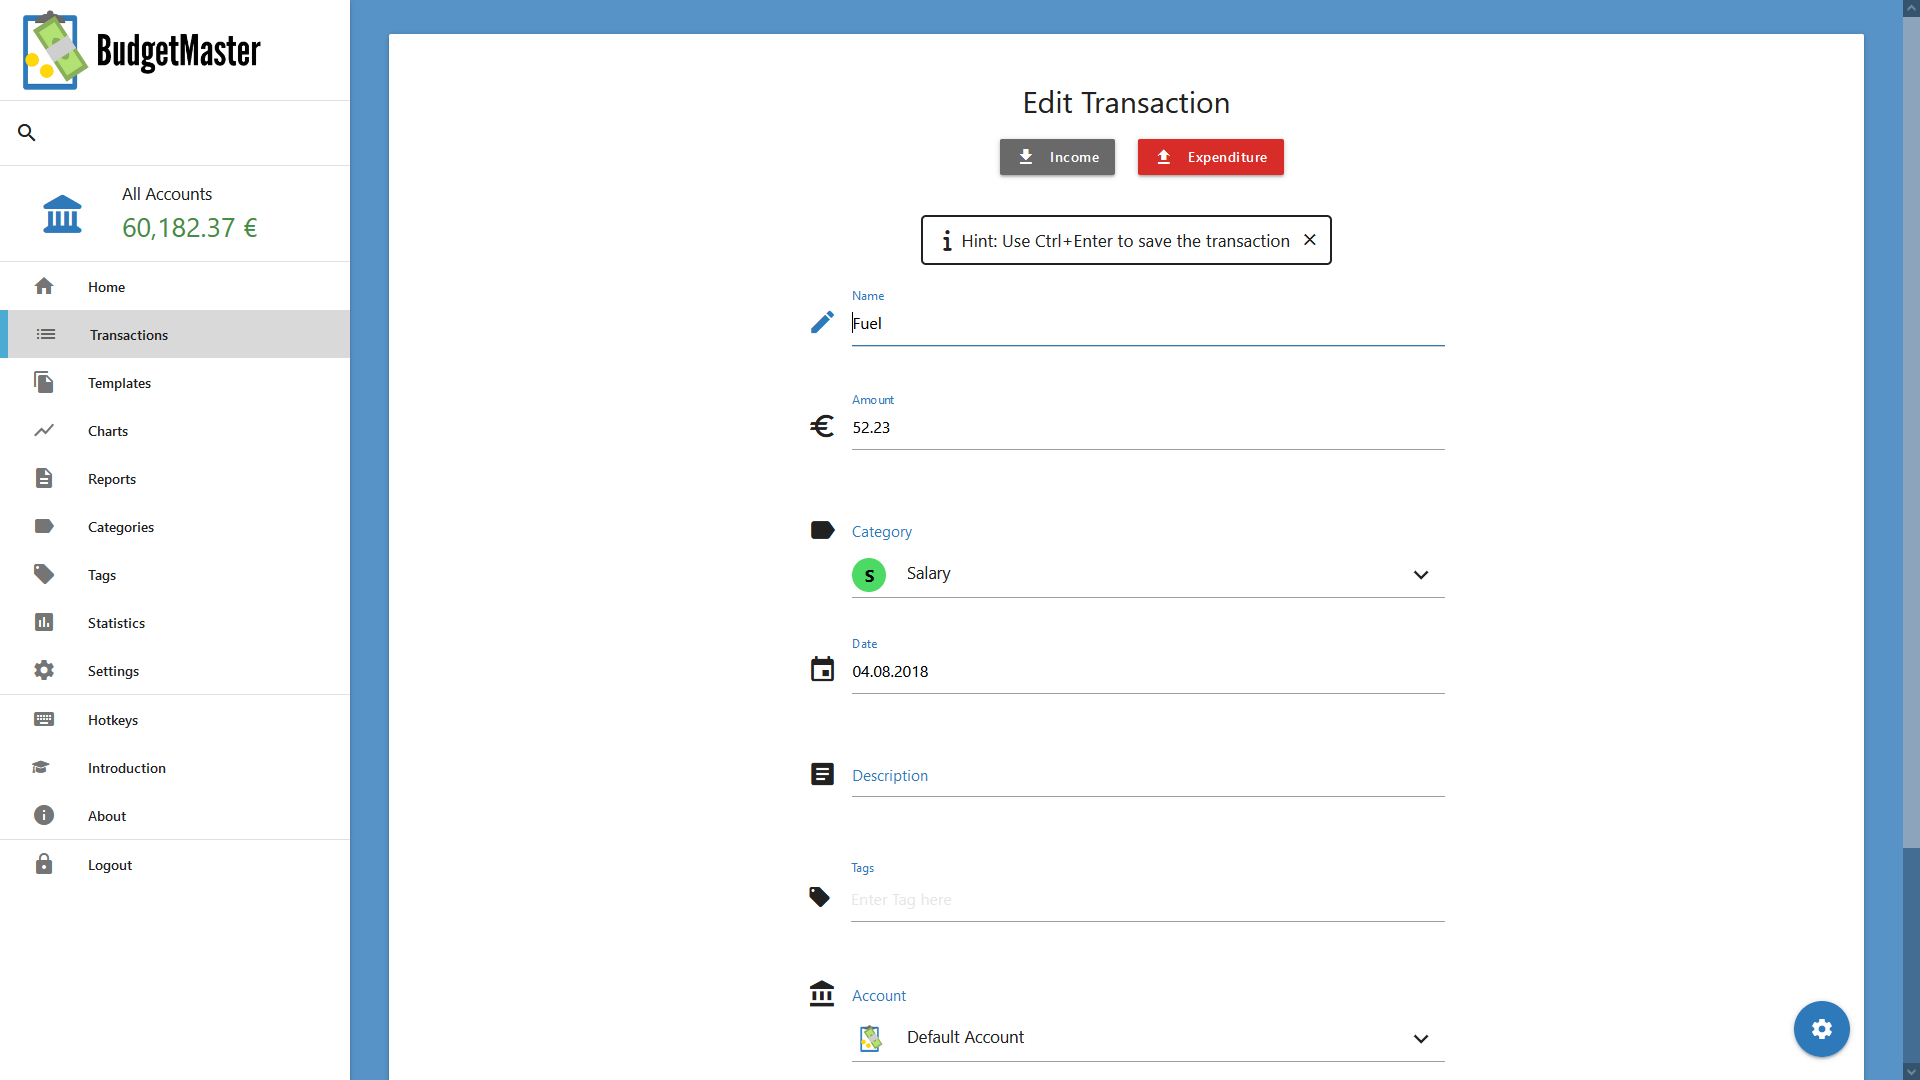 BudgetMaster
All Accounts
60,182.37 €
Home
Transactions
Templates
Charts
Reports
Categories
Tags
Statistics
Settings
Hotkeys
Introduction
About
Logout
Edit Transaction
Income
Expenditure
Hint: Use Ctrl+Enter to save the transaction
Name
Fuel
Amount
52.23
Category
S
Salary
Date
04.08.2018
Description
Tags
Enter Tag here
Account
Default Account